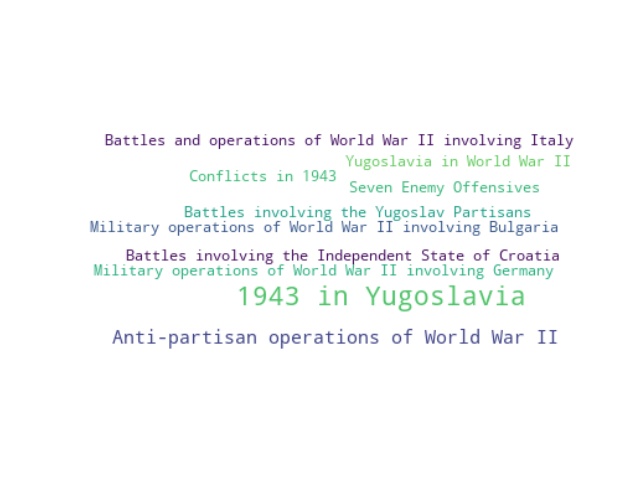 Battles and operations of World War II involving Italy
Yugoslavia in World War II
Conflicts in 1943
Seven Enemy Offensives
Battles involving the Yugoslav Partisans
Military operations of World War II involving Bulgaria
Battles involving the Independent State of Croatia
Military operations of World War II involving Germany
1943 in Yugoslavia
Anti-partisan operations of World War II